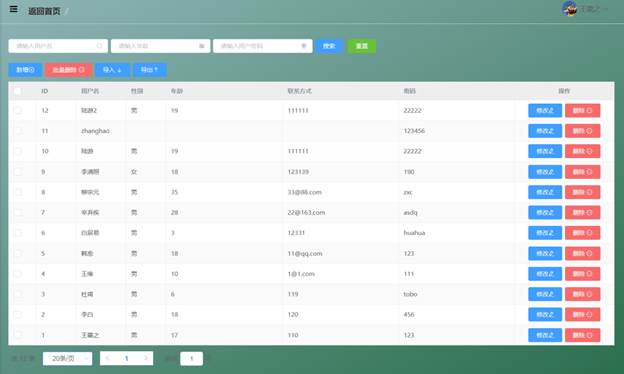 返回首页 /
王羲之
请输入用户名 请输入年龄 请输入用户密码 搜索 重置
新增 批量删除 导入 导出
ID 用户名 性别 年龄 联系方式 密码 操作
12 陆游2 男 19 111111 22222 修改 删除
11 zhanghao 123456 修改 删除
10 陆游 男 19 111111 22222 修改 删除
9 李清照 女 18 123139 190 修改 删除
8 柳宗元 男 35 33@88.com zxc 修改 删除
7 辛弃疾 男 28 22@163.com asdq 修改 删除
6 白居易 男 3 12331 huahua 修改 删除
5 韩愈 男 18 11@qq.com 123 修改 删除
4 王维 男 10 1@1.com 111 修改 删除
3 杜甫 男 6 119 tobo 修改 删除
2 李白 男 18 120 456 修改 删除
1 王羲之 男 17 110 123 修改 删除
共 12 条 20条/页 1 前往 1 页